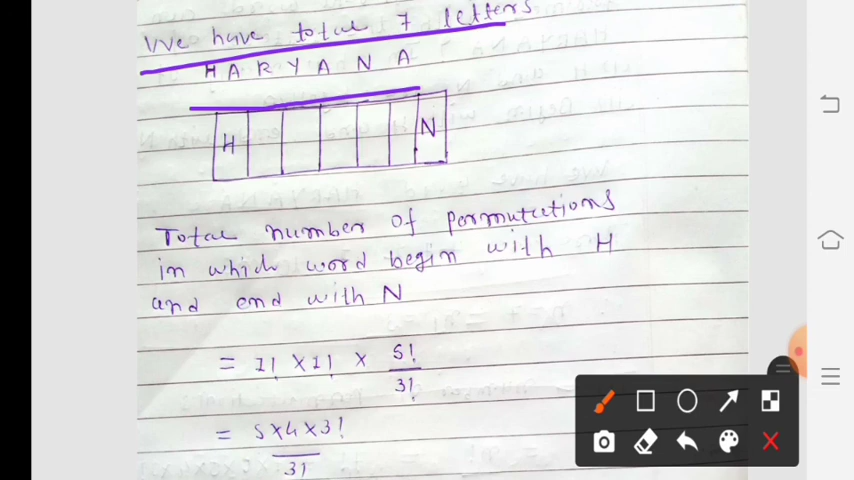 We have total 7 letters
H A R Y A N A
H N
Total number of permutations
in which word begin with H
and end with N
= 1! × 1! × 5!/3!
= 5×4×3!/3!